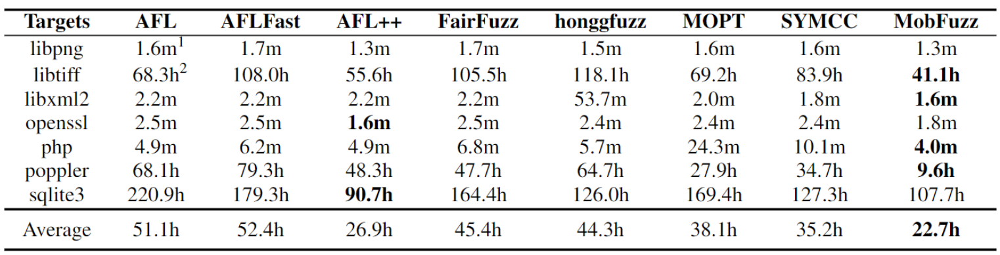 Targets AFL AFLFast AFL++ FairFuzz honggfuzz MOPT SYMCC MobFuzz
libpng 1.6m¹ 1.7m 1.3m 1.7m 1.5m 1.6m 1.6m 1.3m
libtiff 68.3h² 108.0h 55.6h 105.5h 118.1h 69.2h 83.9h 41.1h
libxml2 2.2m 2.2m 2.2m 2.2m 53.7m 2.0m 1.8m 1.6m
openssl 2.5m 2.5m 1.6m 2.5m 2.4m 2.4m 2.4m 1.8m
php 4.9m 6.2m 4.9m 6.8m 5.7m 24.3m 10.1m 4.0m
poppler 68.1h 79.3h 48.3h 47.7h 64.7h 27.9h 34.7h 9.6h
sqlite3 220.9h 179.3h 90.7h 164.4h 126.0h 169.4h 127.3h 107.7h
Average 51.1h 52.4h 26.9h 45.4h 44.3h 38.1h 35.2h 22.7h